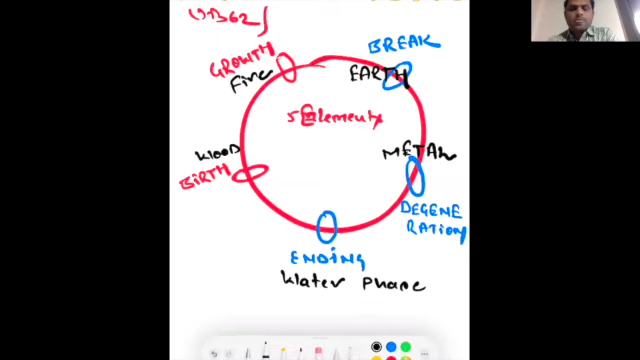 BREAK
GROWTH
Fire
EARTH
5 Elements
WOOD
METAL
BIRTH
DEGENE
RATION
ENDING
Water Phase